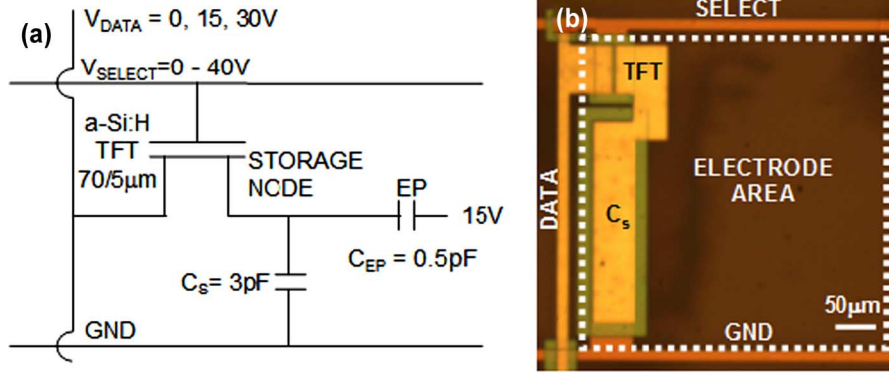 (a)
V_DATA = 0, 15, 30V
V_SELECT=0 - 40V
a-Si:H
TFT
70/5μm
STORAGE
NCDE
EP
15V
C_EP = 0.5pF
C_S= 3pF
GND
(b)
SELECT
TFT
DATA
ELECTRODE
AREA
C_s
50μm
GND